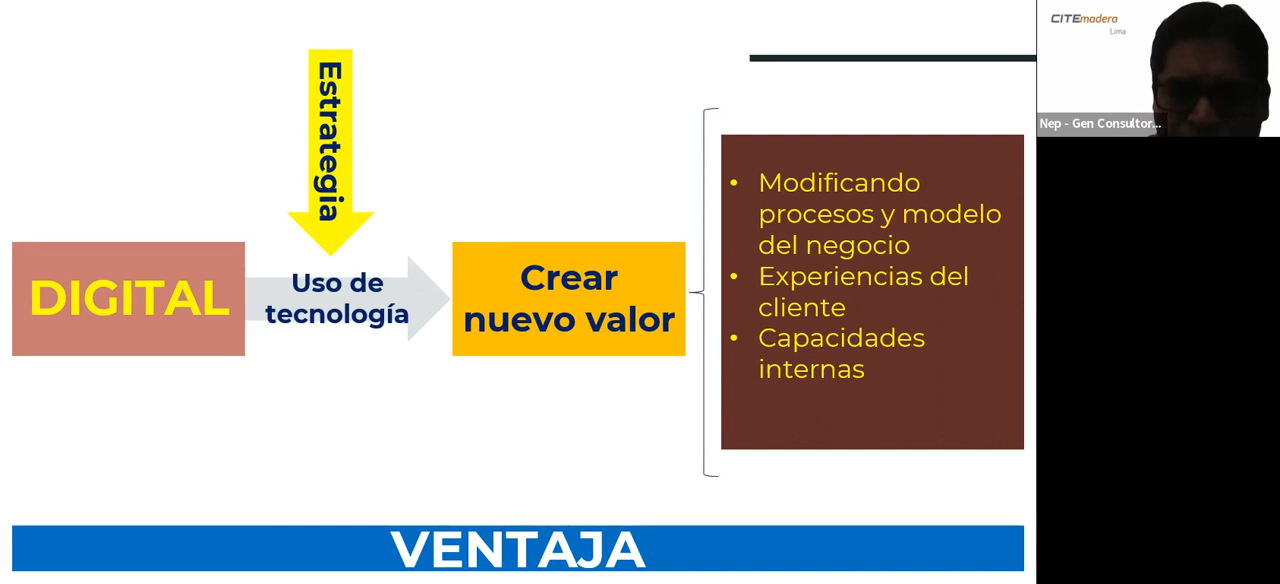 Estrategia
DIGITAL
Uso de
tecnología
Crear
nuevo valor
• Modificando
procesos y modelo
del negocio
• Experiencias del
cliente
• Capacidades
internas
VENTAJA
CITEmadera
Lima
Nep - Gen Consultor...